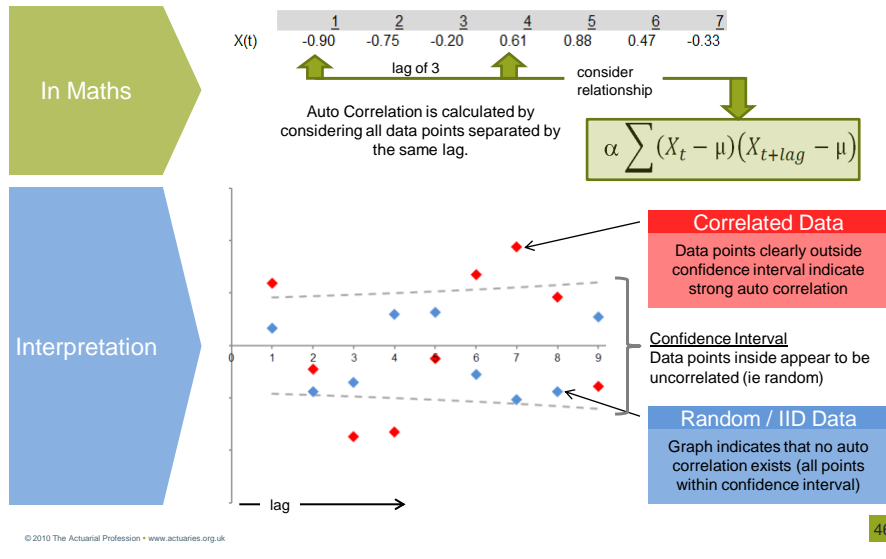 1 2 3 4 5 6 7
X(t) -0.90 -0.75 -0.20 0.61 0.88 0.47 -0.33
In Maths
lag of 3
consider
relationship
Auto Correlation is calculated by
considering all data points separated by
the same lag.
α ∑ (Xₜ − μ)(Xₜ₊ₗₐg − μ)
Interpretation
Correlated Data
Data points clearly outside
confidence interval indicate
strong auto correlation
Confidence Interval
Data points inside appear to be
uncorrelated (ie random)
0 1 2 3 4 5 6 7 8 9
Random / IID Data
Graph indicates that no auto
correlation exists (all points
within confidence interval)
lag
© 2010 The Actuarial Profession • www.actuaries.org.uk
46